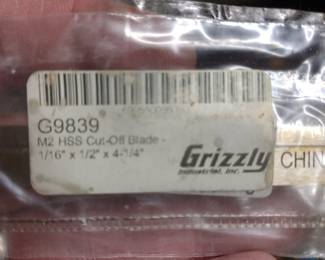 G9839
M2 HSS Cut-Off Blade -
1/16" x 1/2" x 4-1/4"
Grizzly
Industrial, Inc.
CHIN